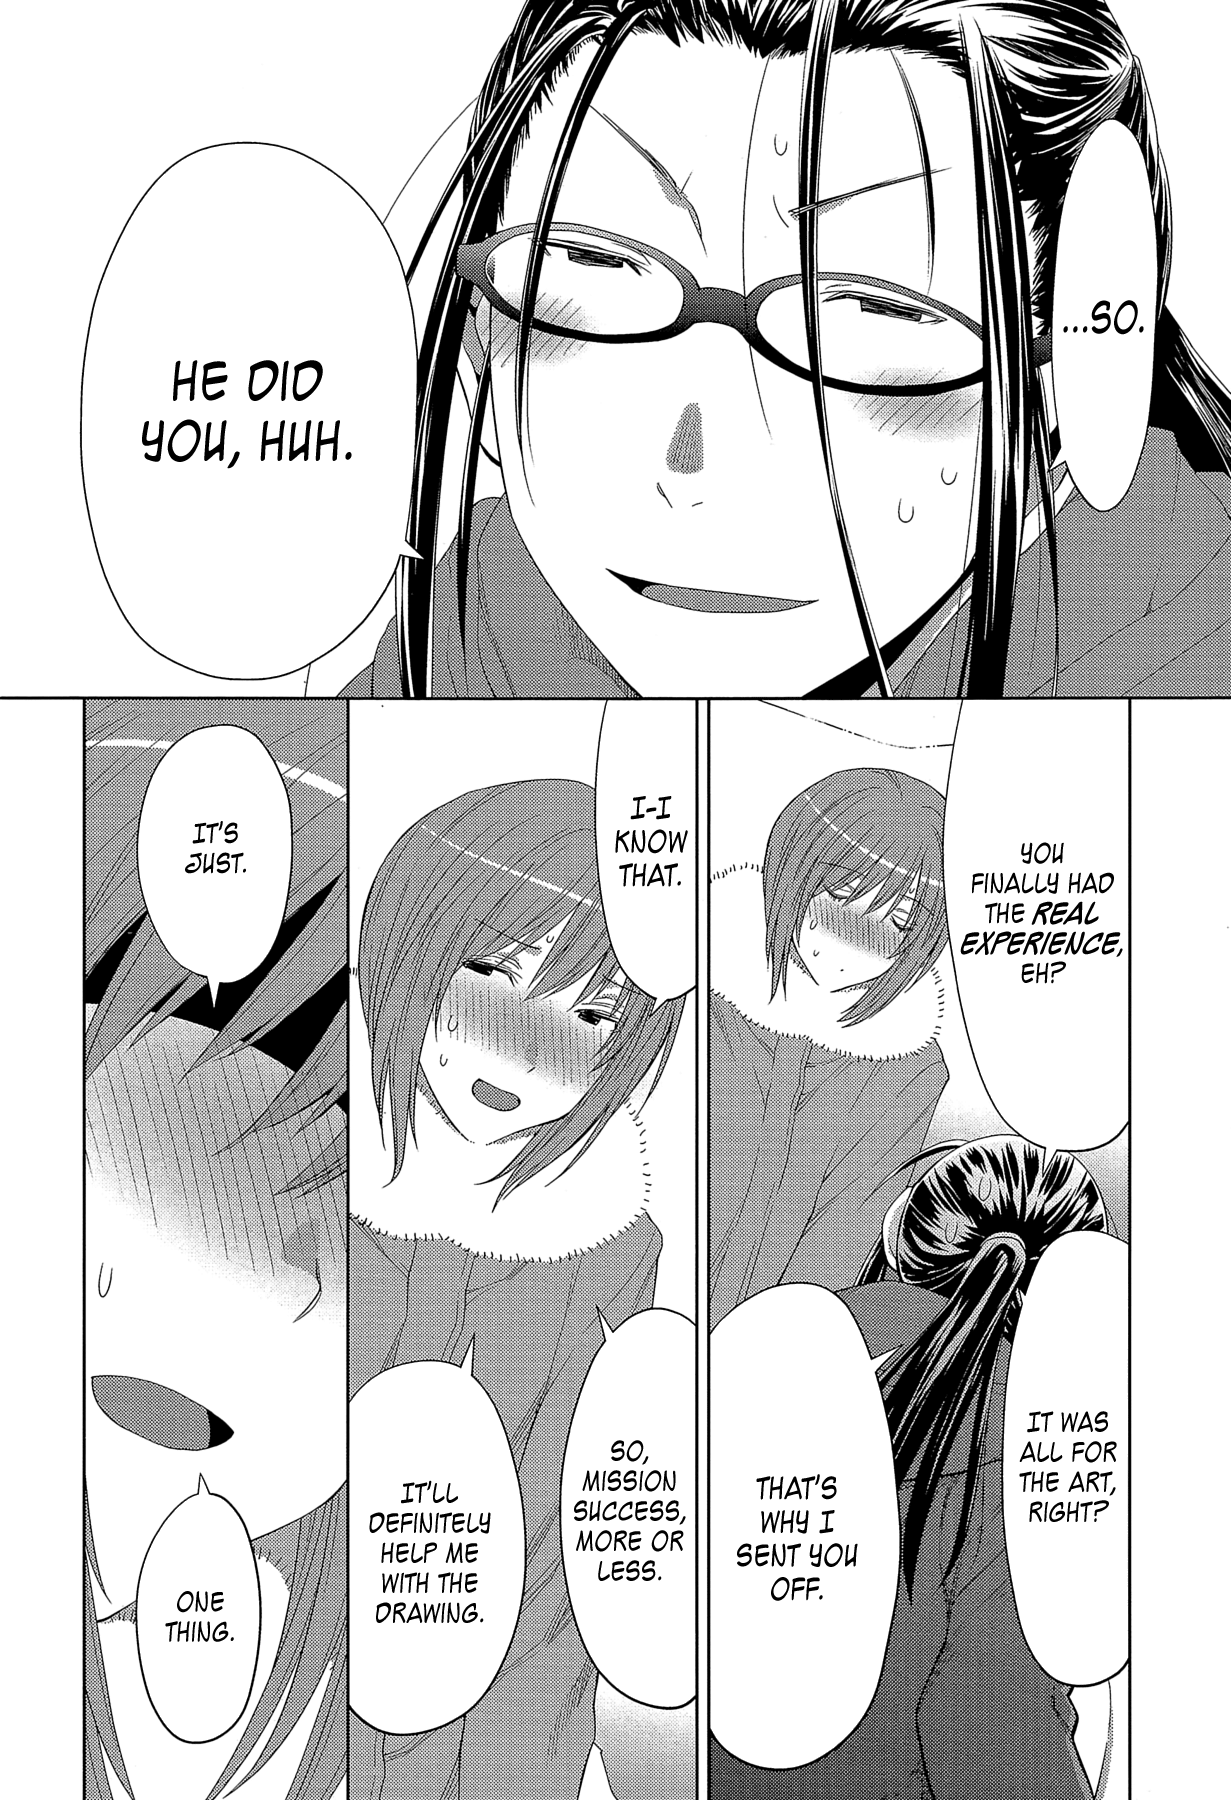 ...SO.
HE DID
YOU, HUH.
YOU
FINALLY HAD
THE REAL
EXPERIENCE,
EH?
IT WAS
ALL FOR
THE ART,
RIGHT?
THAT'S
WHY I
SENT YOU
OFF.
I-I
KNOW
THAT.
SO,
MISSION
SUCCESS,
MORE OR
LESS.
IT'LL
DEFINITELY
HELP ME
WITH THE
DRAWING.
IT'S
JUST.
ONE
THING.